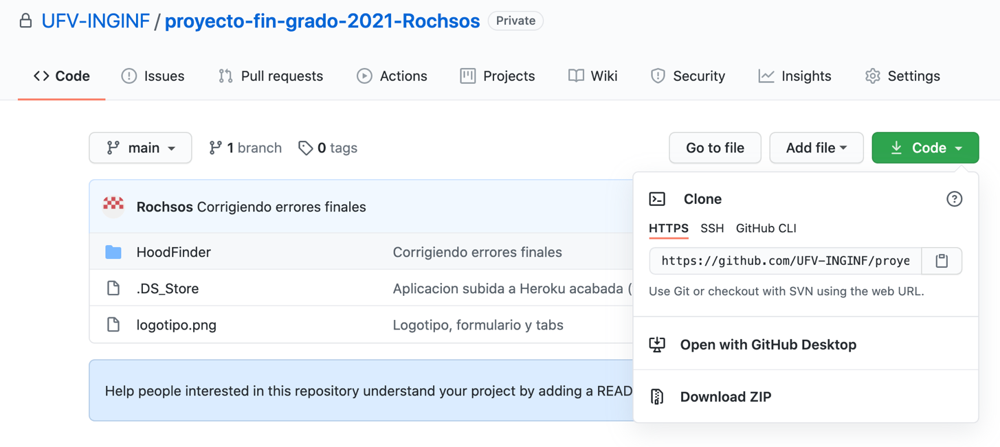 UFV-INGINF / proyecto-fin-grado-2021-Rochsos Private
Code Issues Pull requests Actions Projects Wiki Security Insights Settings
main 1 branch 0 tags Go to file Add file Code
Rochsos Corrigiendo errores finales
HoodFinder Corrigiendo errores finales
.DS_Store Aplicacion subida a Heroku acabada (
logotipo.png Logotipo, formulario y tabs
Help people interested in this repository understand your project by adding a READ
Clone
HTTPS SSH GitHub CLI
https://github.com/UFV-INGINF/proye
Use Git or checkout with SVN using the web URL.
Open with GitHub Desktop
Download ZIP